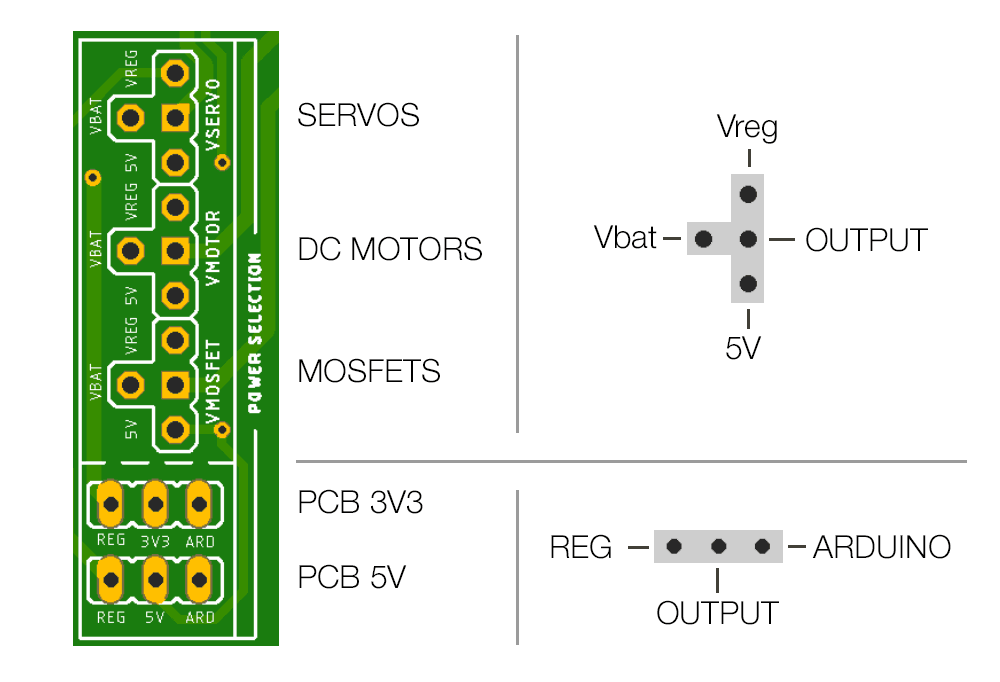 VREG
VBAT
VSERVO
5V
VREG
VBAT
VMOTOR
5V
VREG
VBAT
VMOSFET
5V
POWER SELECTION
REG 3V3 ARD
REG 5V ARD
SERVOS
DC MOTORS
MOSFETS
PCB 3V3
PCB 5V
Vreg
Vbat
OUTPUT
5V
REG
ARDUINO
OUTPUT